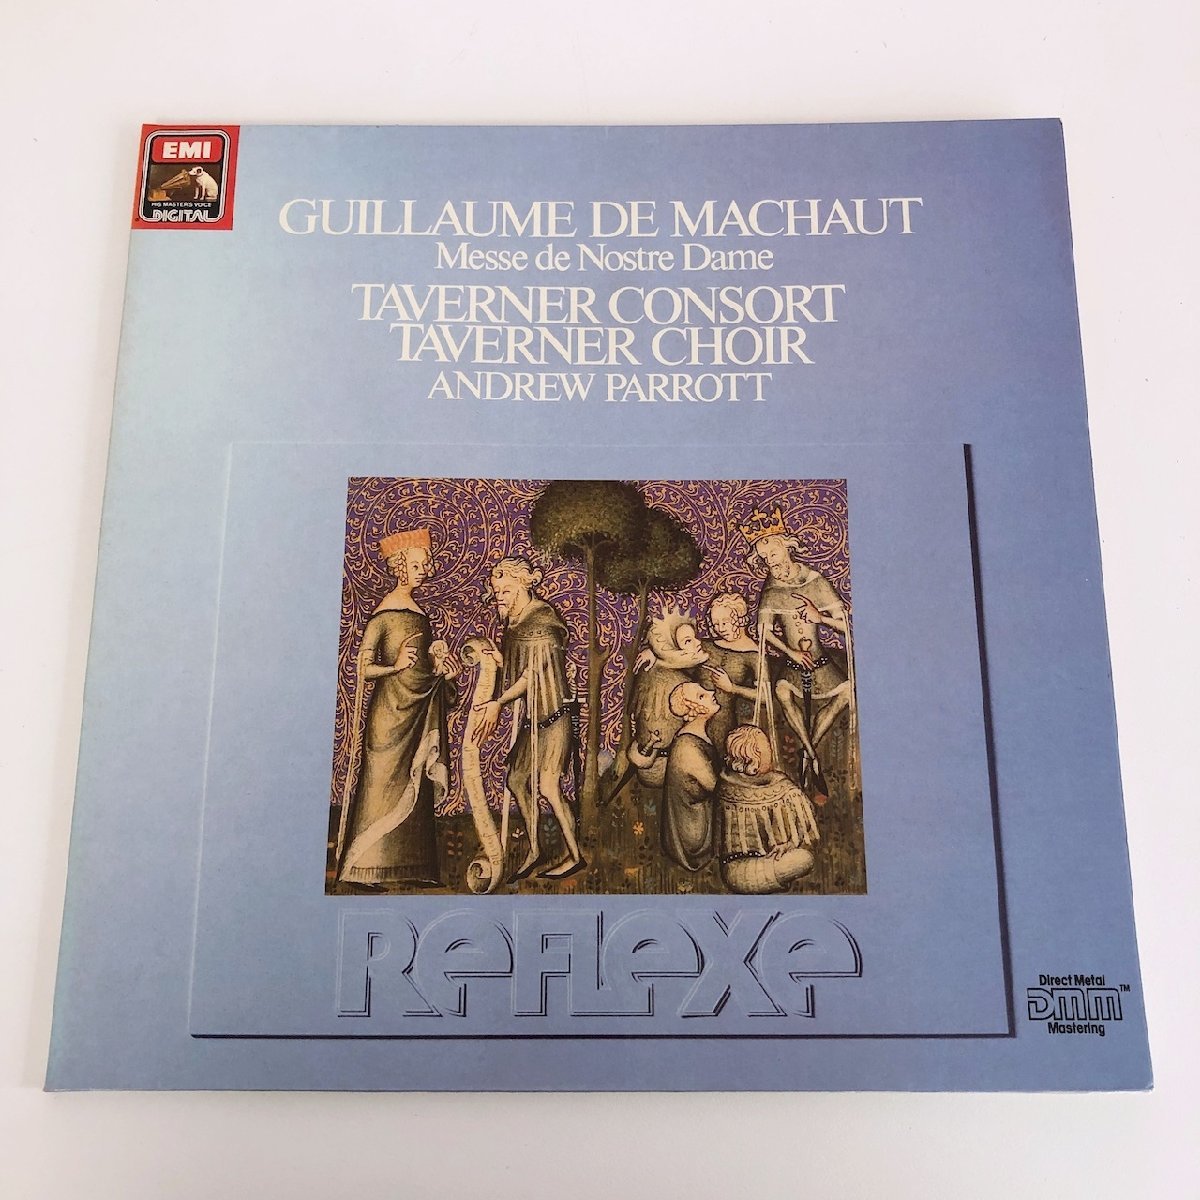 EMI
HIS MASTERS VOICE
DIGITAL
GUILLAUME DE MACHAUT
Messe de Nostre Dame
TAVERNER CONSORT
TAVERNER CHOIR
ANDREW PARROTT
REFLEXE
Direct Metal
DMM™
Mastering